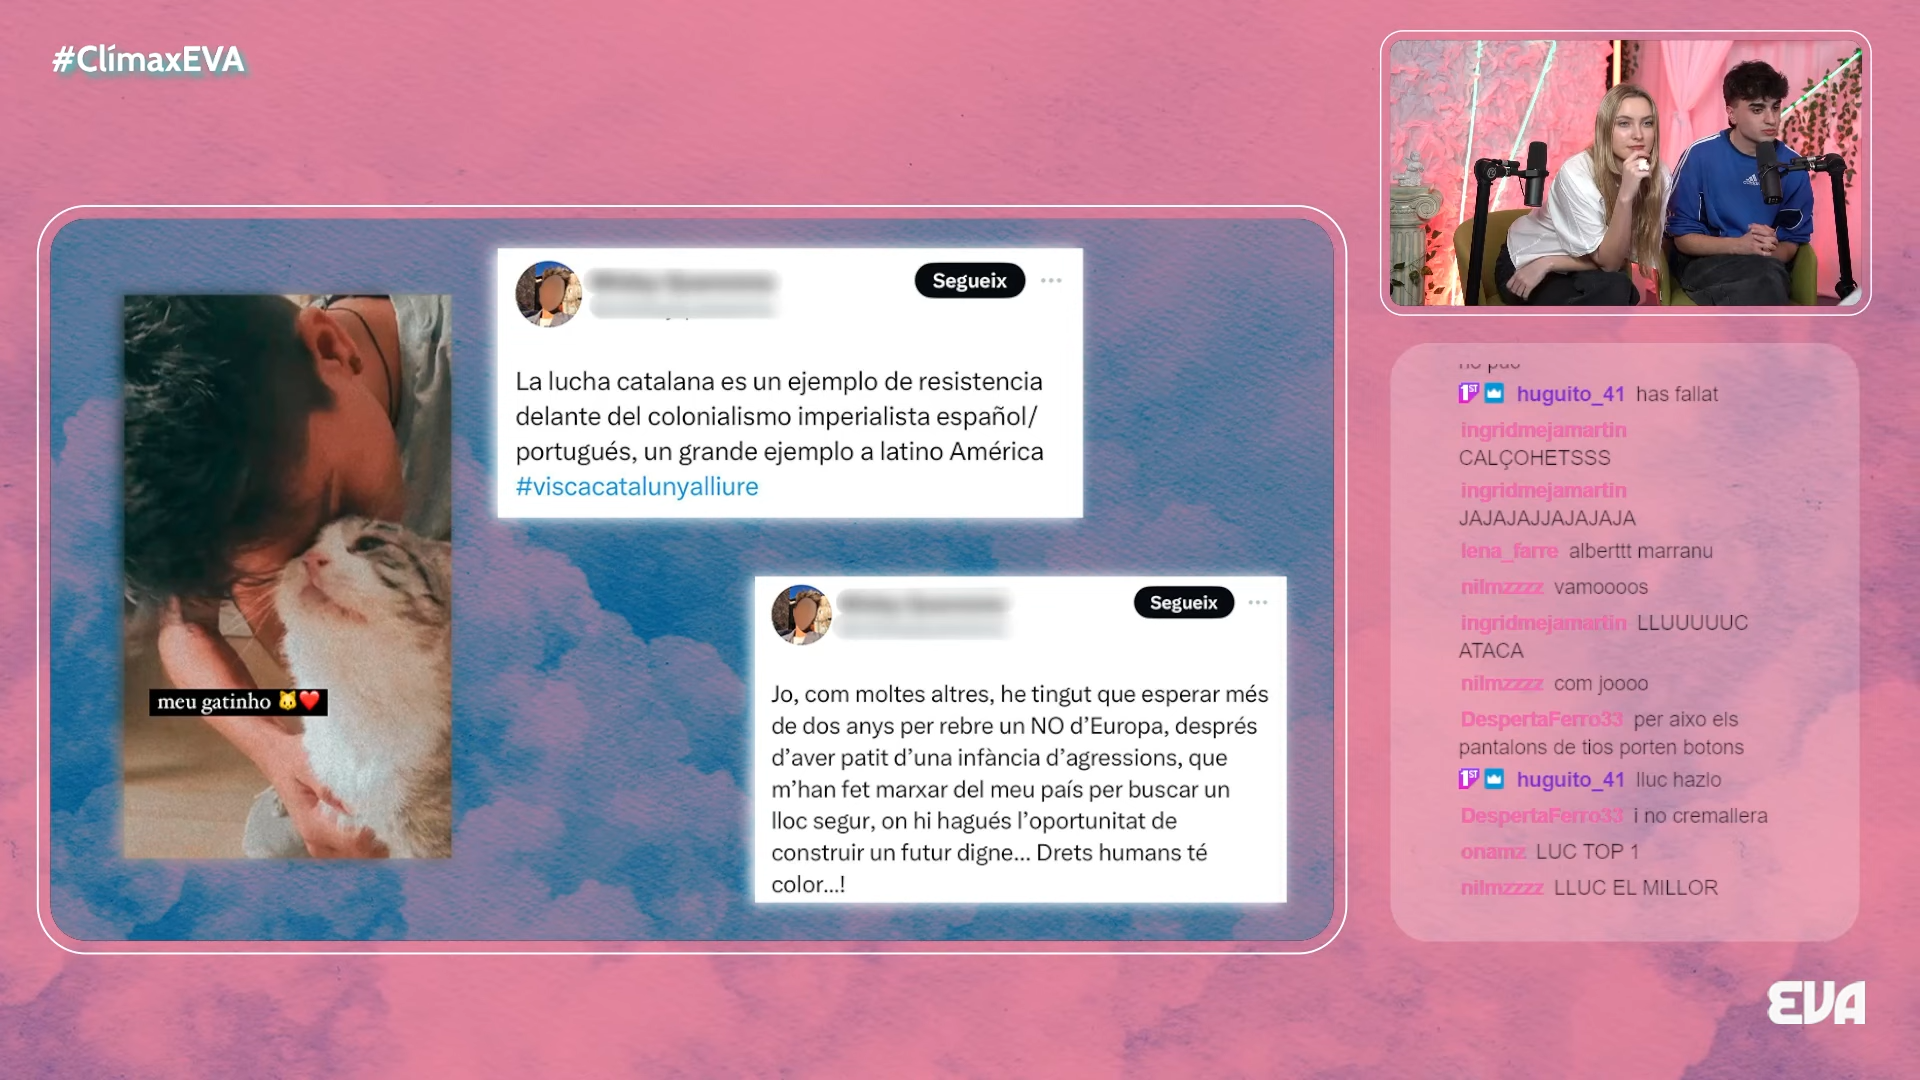 #ClímaxEVA
Segueix
La lucha catalana es un ejemplo de resistencia
delante del colonialismo imperialista español/
portugués, un grande ejemplo a latino América
#viscacatalunyalliure
meu gatinho 🐱❤️
Segueix
Jo, com moltes altres, he tingut que esperar més
de dos anys per rebre un NO d’Europa, després
d’aver patit d’una infància d’agressions, que
m’han fet marxar del meu país per buscar un
lloc segur, on hi hagués l’oportunitat de
construir un futur digne... Drets humans té
color...!
1ST huguito_41 has fallat
ingridmejamartin
CALÇOHETSSS
ingridmejamartin
JAJAJAJJAJAJAJA
lena_farre alberttt marranu
nilmzzzz vamoooos
ingridmejamartin LLUUUUUC
ATACA
nilmzzzz com joooo
DespertaFerro33 per aixo els
pantalons de tios porten botons
1ST huguito_41 lluc hazlo
DespertaFerro33 i no cremallera
onamz LUC TOP 1
nilmzzzz LLUC EL MILLOR
EVA